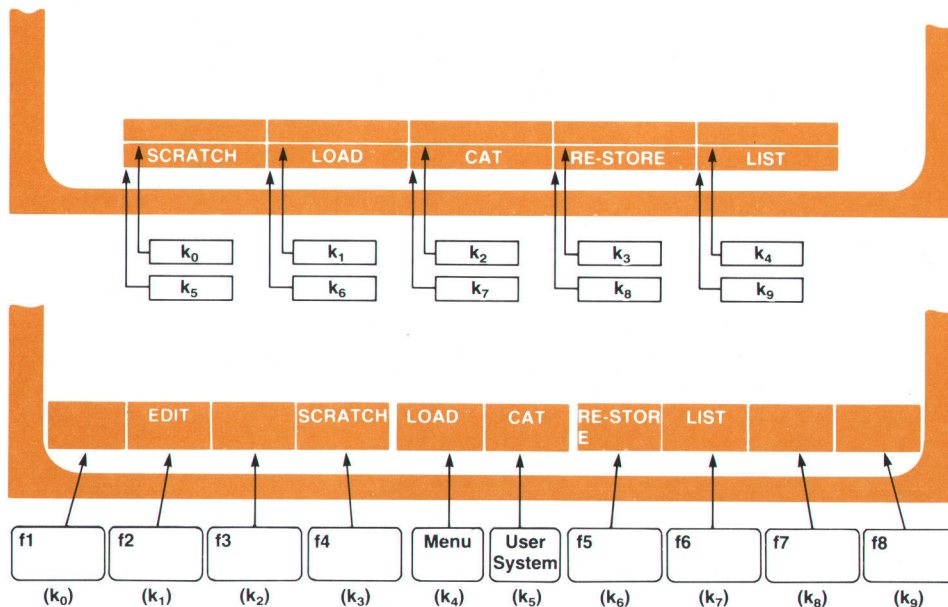 SCRATCH LOAD CAT RE-STORE LIST
k0 k1 k2 k3 k4
k5 k6 k7 k8 k9
EDIT SCRATCH LOAD CAT RE-STOR LIST
E
f1 f2 f3 f4 Menu User f5 f6 f7 f8
System
(k0) (k1) (k2) (k3) (k4) (k5) (k6) (k7) (k8) (k9)